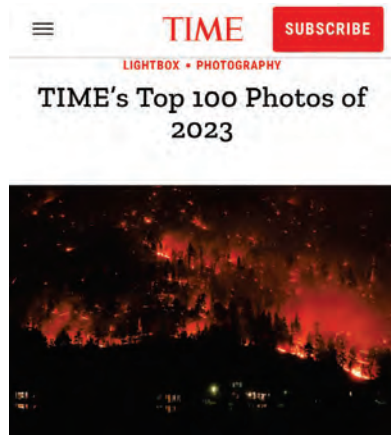 TIME
SUBSCRIBE
LIGHTBOX • PHOTOGRAPHY
TIME's Top 100 Photos of
2023